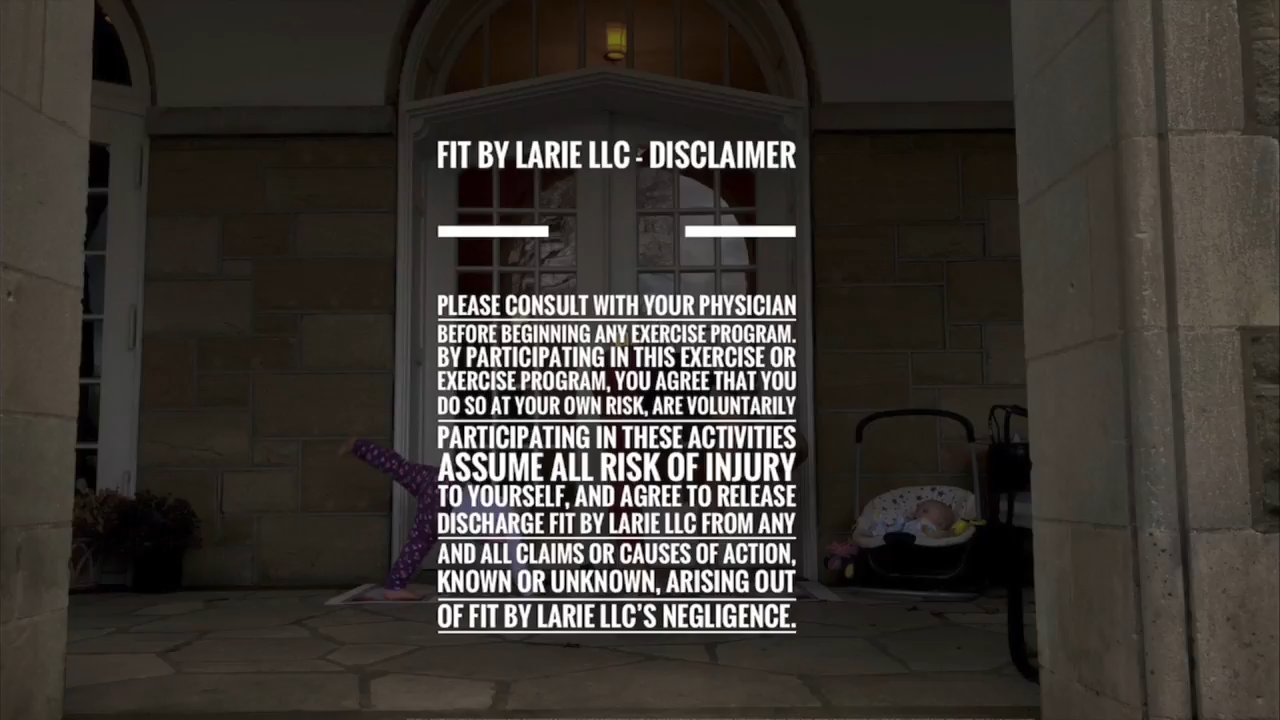 FIT BY LARIE LLC - DISCLAIMER
PLEASE CONSULT WITH YOUR PHYSICIAN
BEFORE BEGINNING ANY EXERCISE PROGRAM.
BY PARTICIPATING IN THIS EXERCISE OR
EXERCISE PROGRAM, YOU AGREE THAT YOU
DO SO AT YOUR OWN RISK, ARE VOLUNTARILY
PARTICIPATING IN THESE ACTIVITIES
ASSUME ALL RISK OF INJURY
TO YOURSELF, AND AGREE TO RELEASE
DISCHARGE FIT BY LARIE LLC FROM ANY
AND ALL CLAIMS OR CAUSES OF ACTION,
KNOWN OR UNKNOWN, ARISING OUT
OF FIT BY LARIE LLC'S NEGLIGENCE.